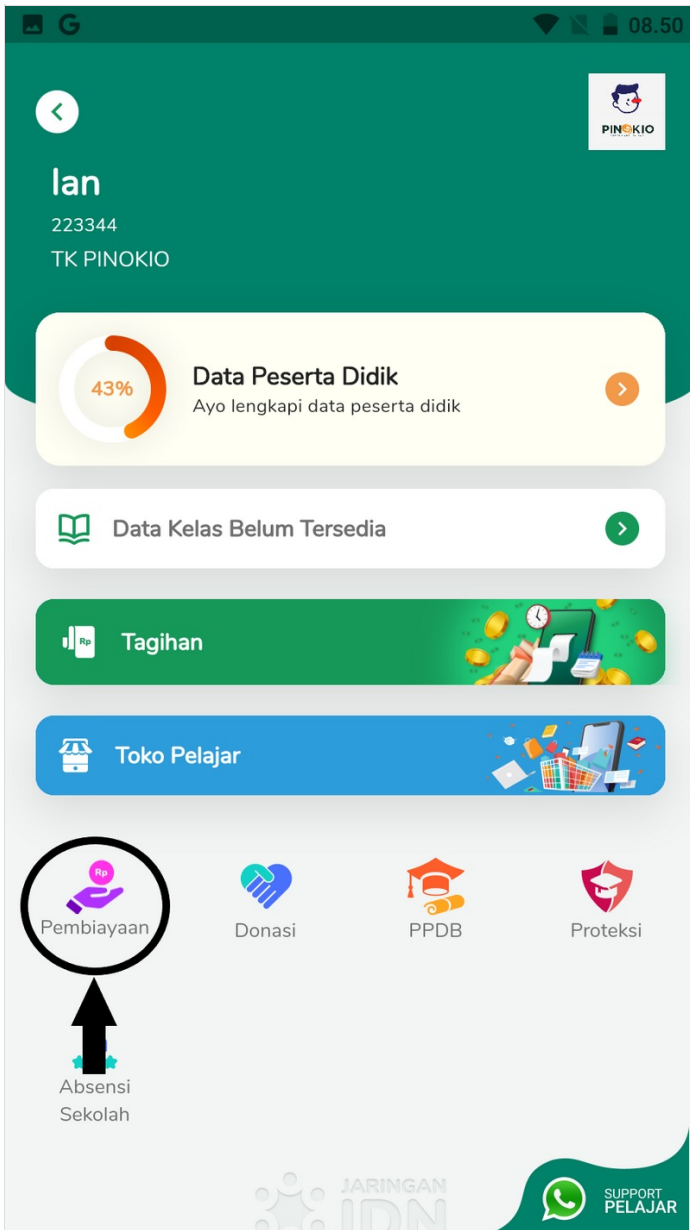 G
08.50
PINOKIO
lan
223344
TK PINOKIO
43%
Data Peserta Didik
Ayo lengkapi data peserta didik
Data Kelas Belum Tersedia
Rp
Tagihan
Toko Pelajar
Rp
Pembiayaan
Donasi
PPDB
Proteksi
Absensi
Sekolah
JARINGAN
IDN
SUPPORT
PELAJAR